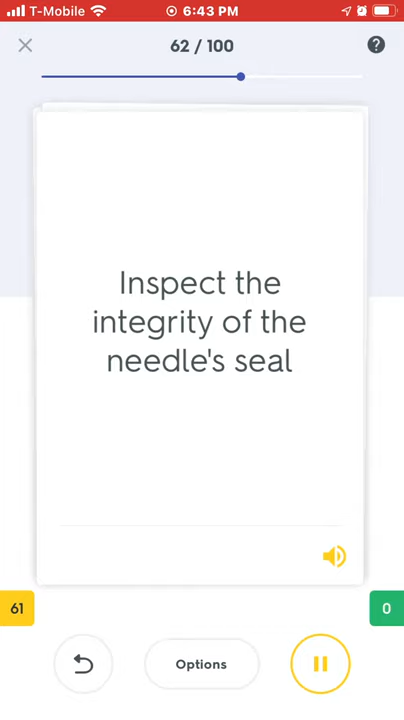 T-Mobile 6:43 PM
62 / 100
?
Inspect the
integrity of the
needle's seal
61
0
Options